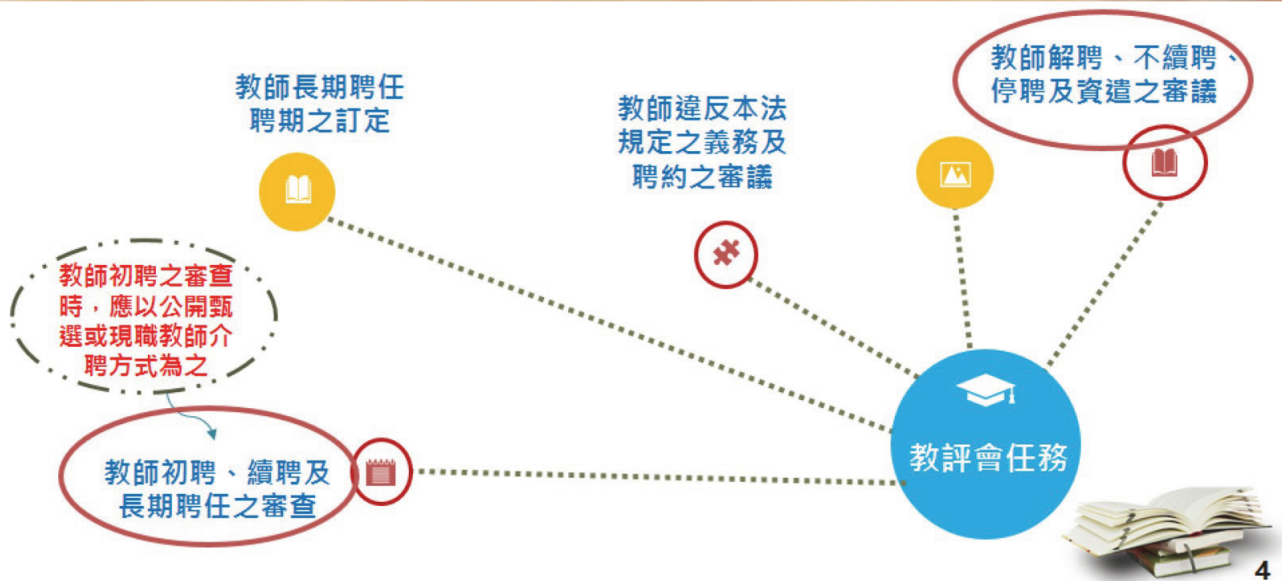 教師長期聘任
聘期之訂定
教師違反本法
規定之義務及
聘約之審議
教師解聘、不續聘、
停聘及資遣之審議
教師初聘之審查
時，應以公開甄
選或現職教師介
聘方式為之
教師初聘、續聘及
長期聘任之審查
教評會任務
4